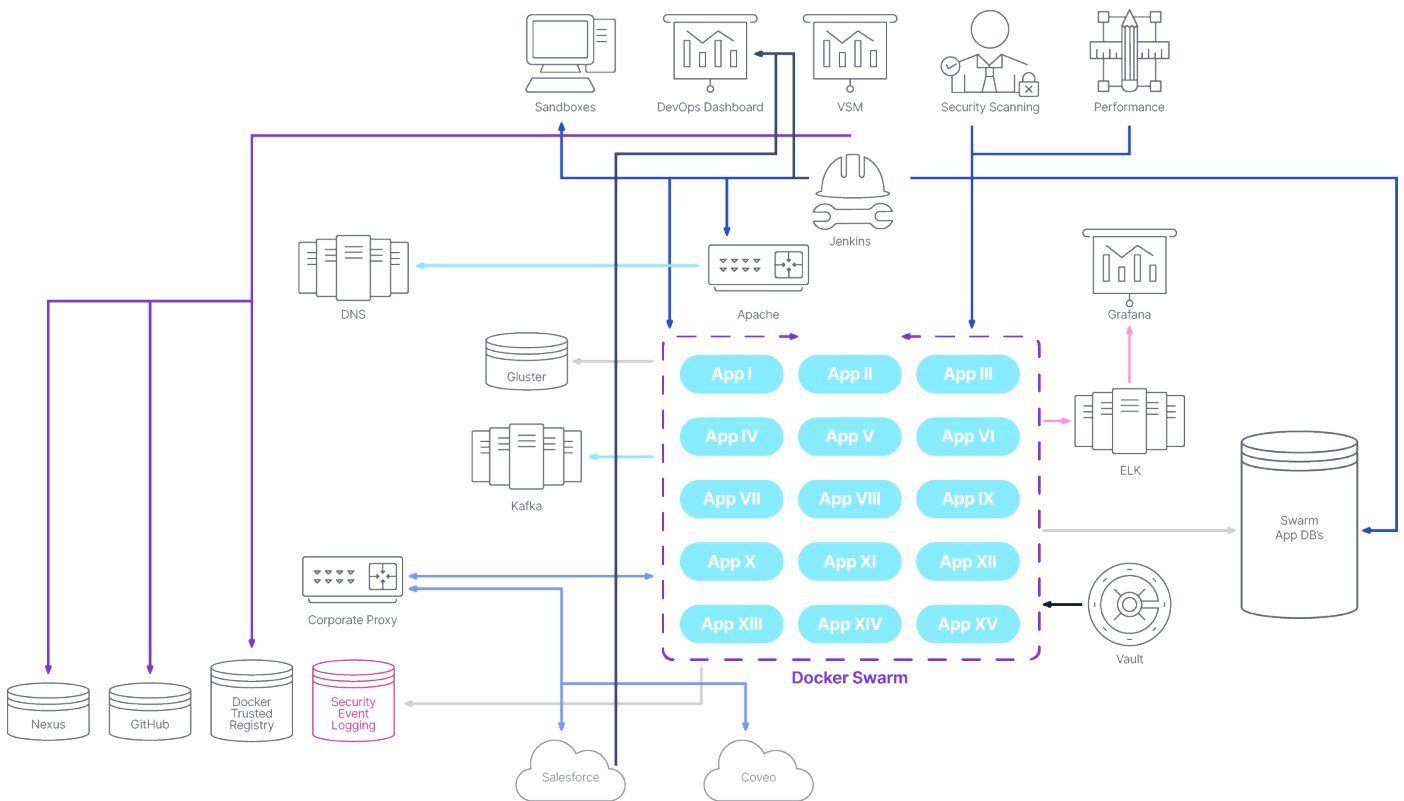 Sandboxes
DevOps Dashboard
VSM
Security Scanning
Performance
Jenkins
DNS
Apache
Grafana
Gluster
App I
App II
App III
App IV
App V
App VI
Kafka
ELK
App VII
App VIII
App IX
Swarm
App DB's
App X
App XI
App XII
Corporate Proxy
App XIII
App XIV
App XV
Vault
Docker Swarm
Nexus
GitHub
Docker
Trusted
Registry
Security
Event
Logging
Salesforce
Coveo